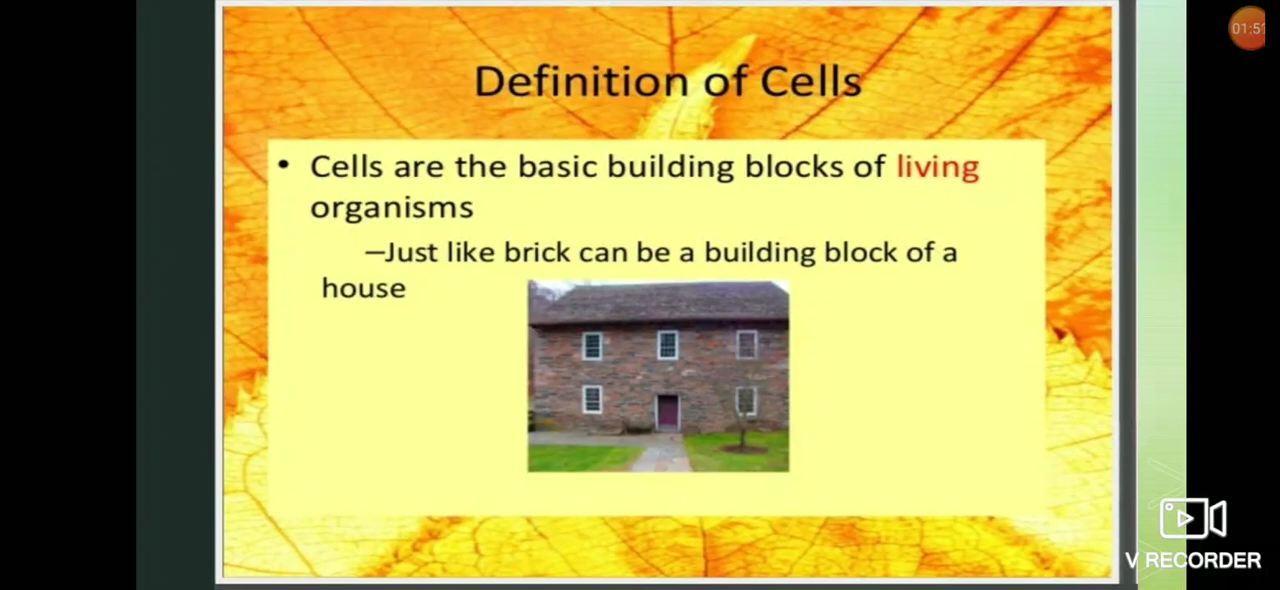 01:51
Definition of Cells
• Cells are the basic building blocks of living
organisms
–Just like brick can be a building block of a
house
V RECORDER